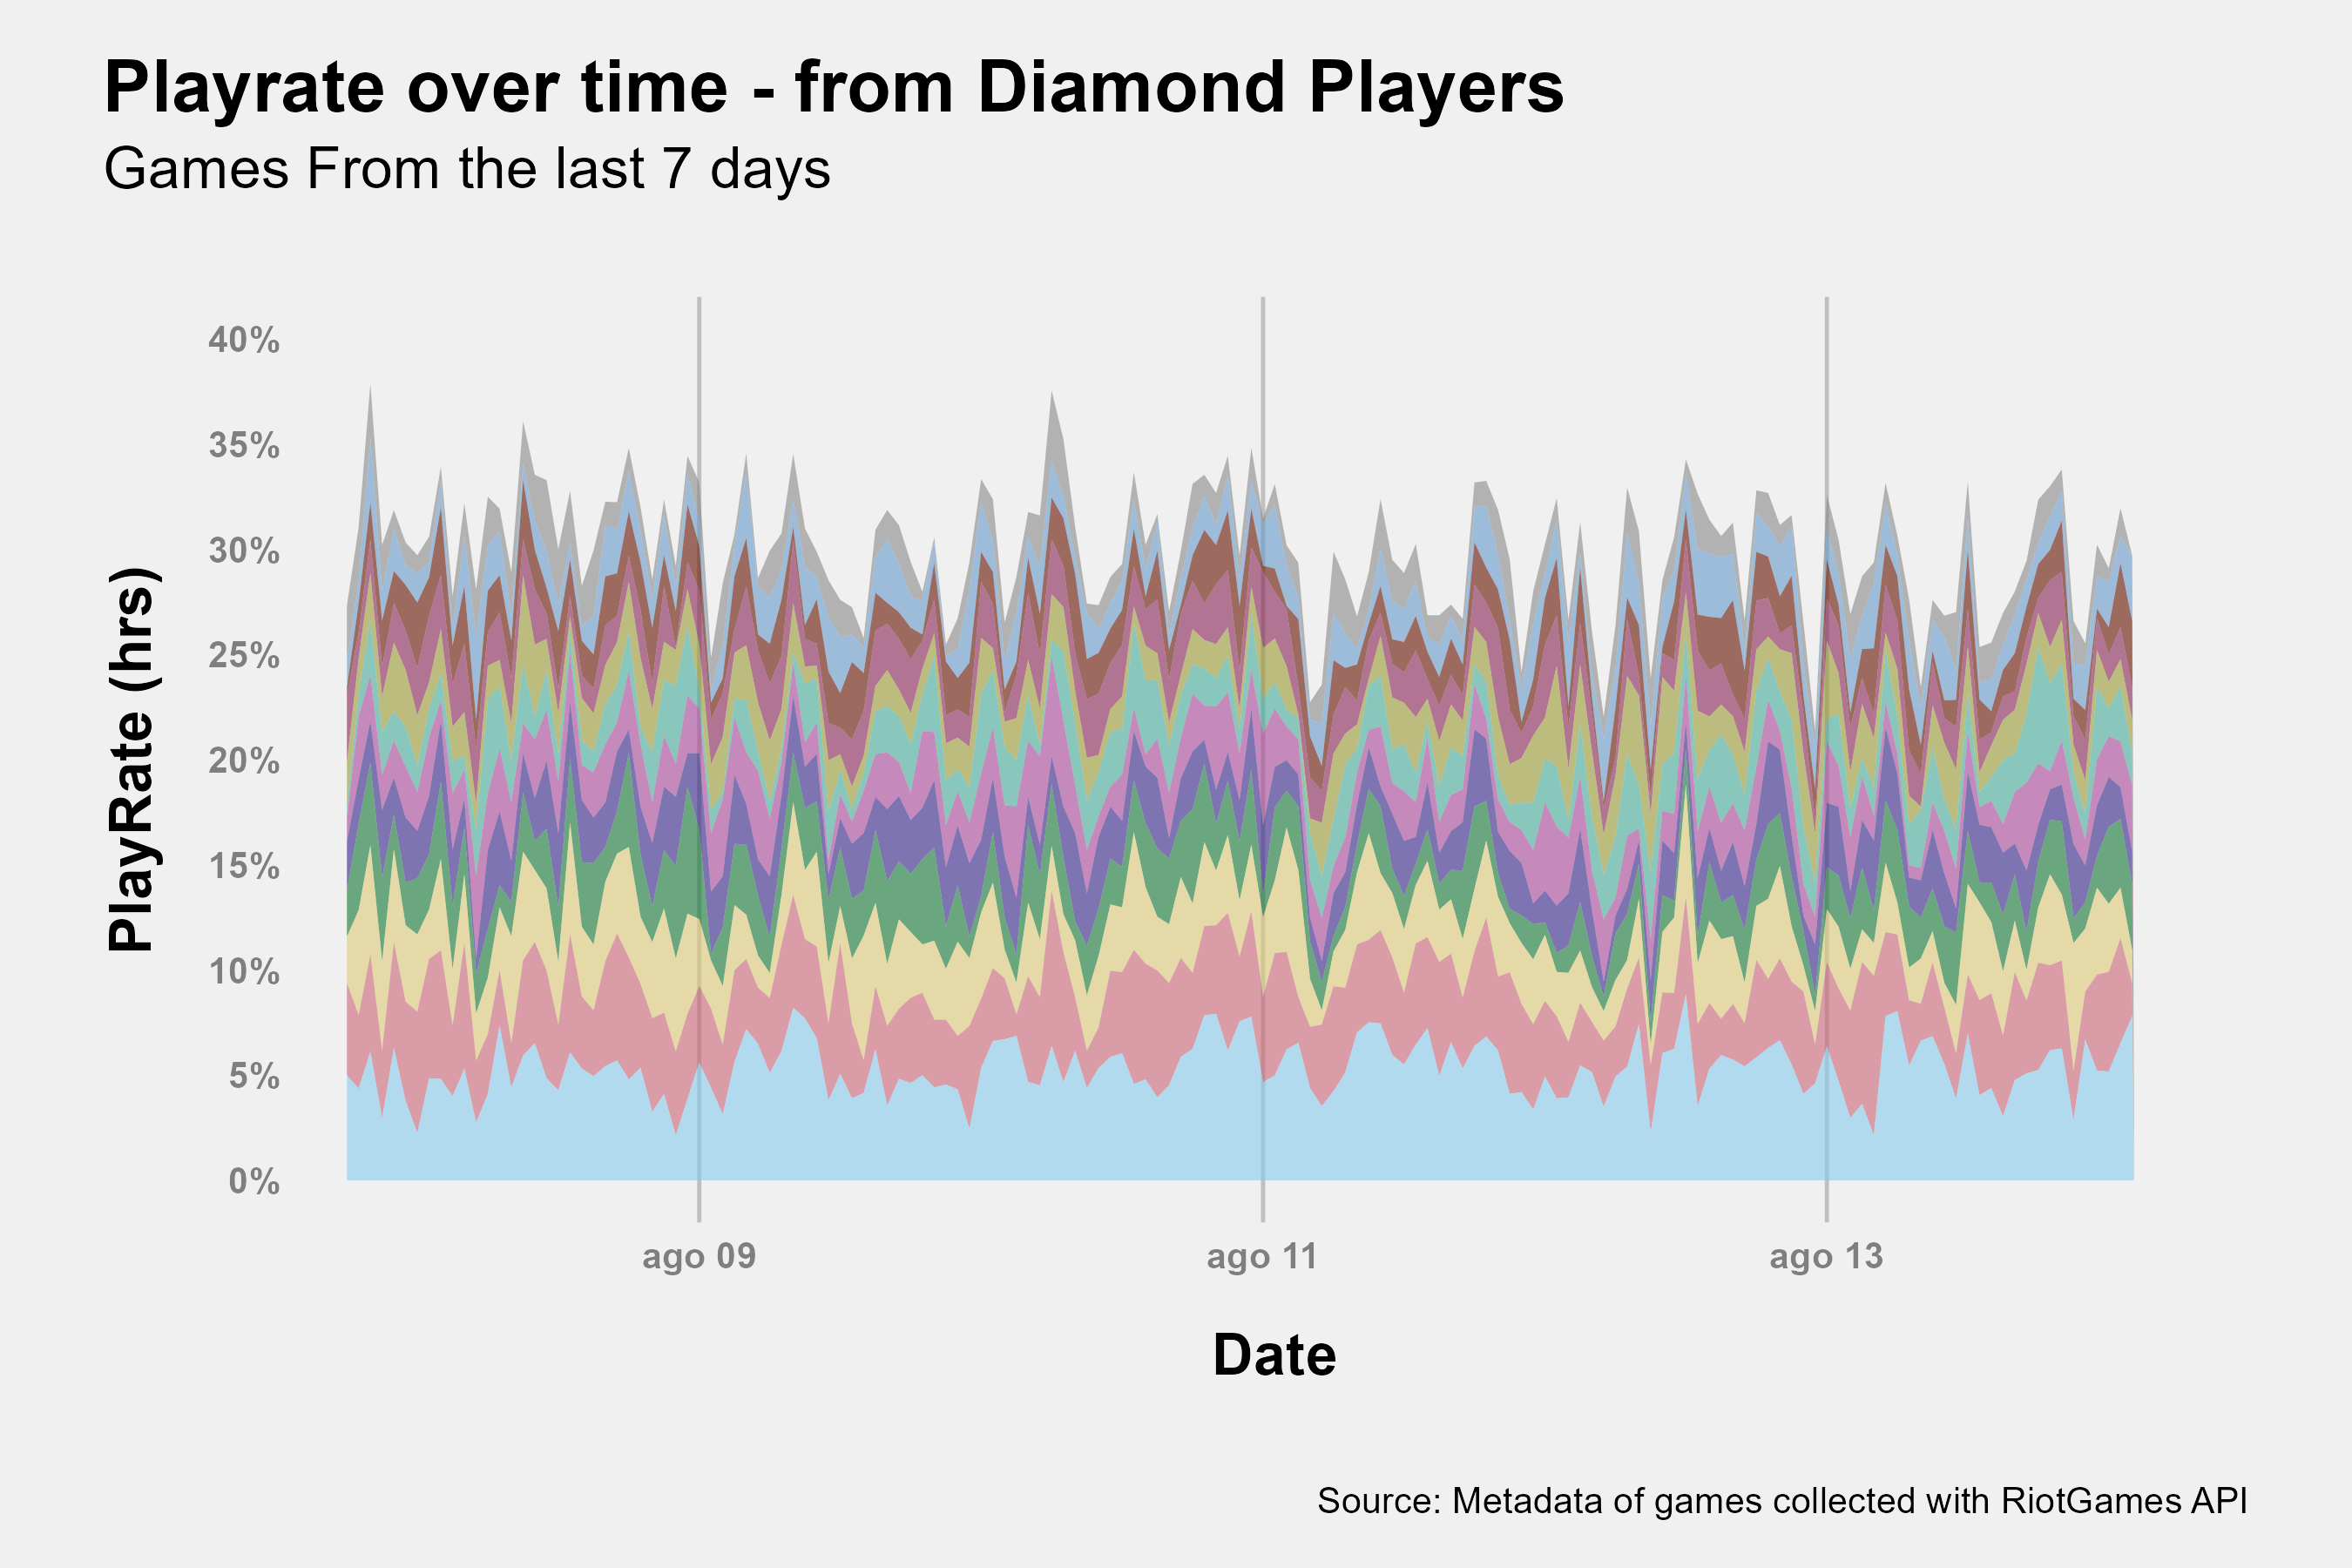 Playrate over time - from Diamond Players
Games From the last 7 days
PlayRate (hrs)
40%
35%
30%
25%
20%
15%
10%
5%
0%
ago 09
ago 11
ago 13
Date
Source: Metadata of games collected with RiotGames API